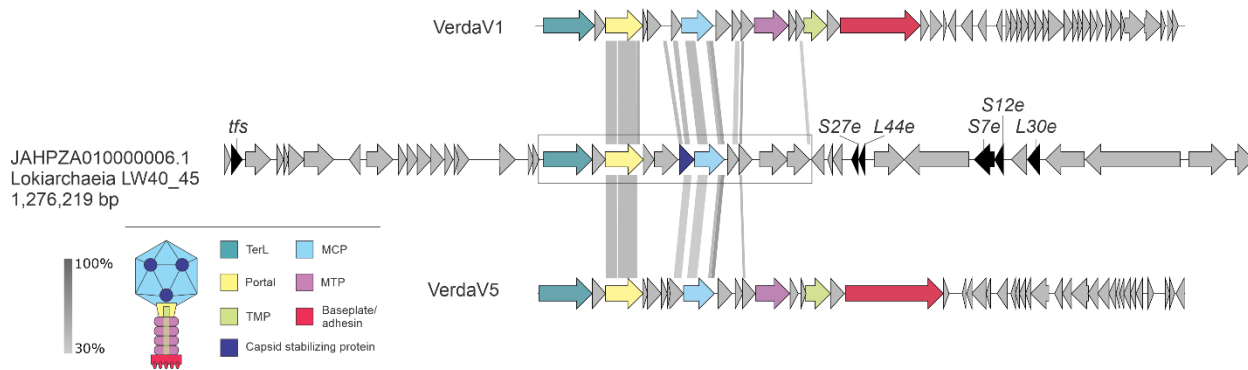 VerdaV1
tfs
S27e
L44e
S12e
S7e
L30e
JAHPZA010000006.1
Lokiarchaeia LW40_45
1,276,219 bp
100%
30%
TerL
MCP
Portal
MTP
TMP
Baseplate/
adhesin
Capsid stabilizing protein
VerdaV5